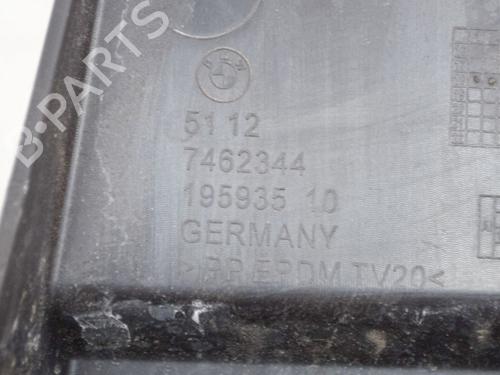 B-PARTS
51 12
7462344
195935 10
GERMANY
>PP EPDM TV20<